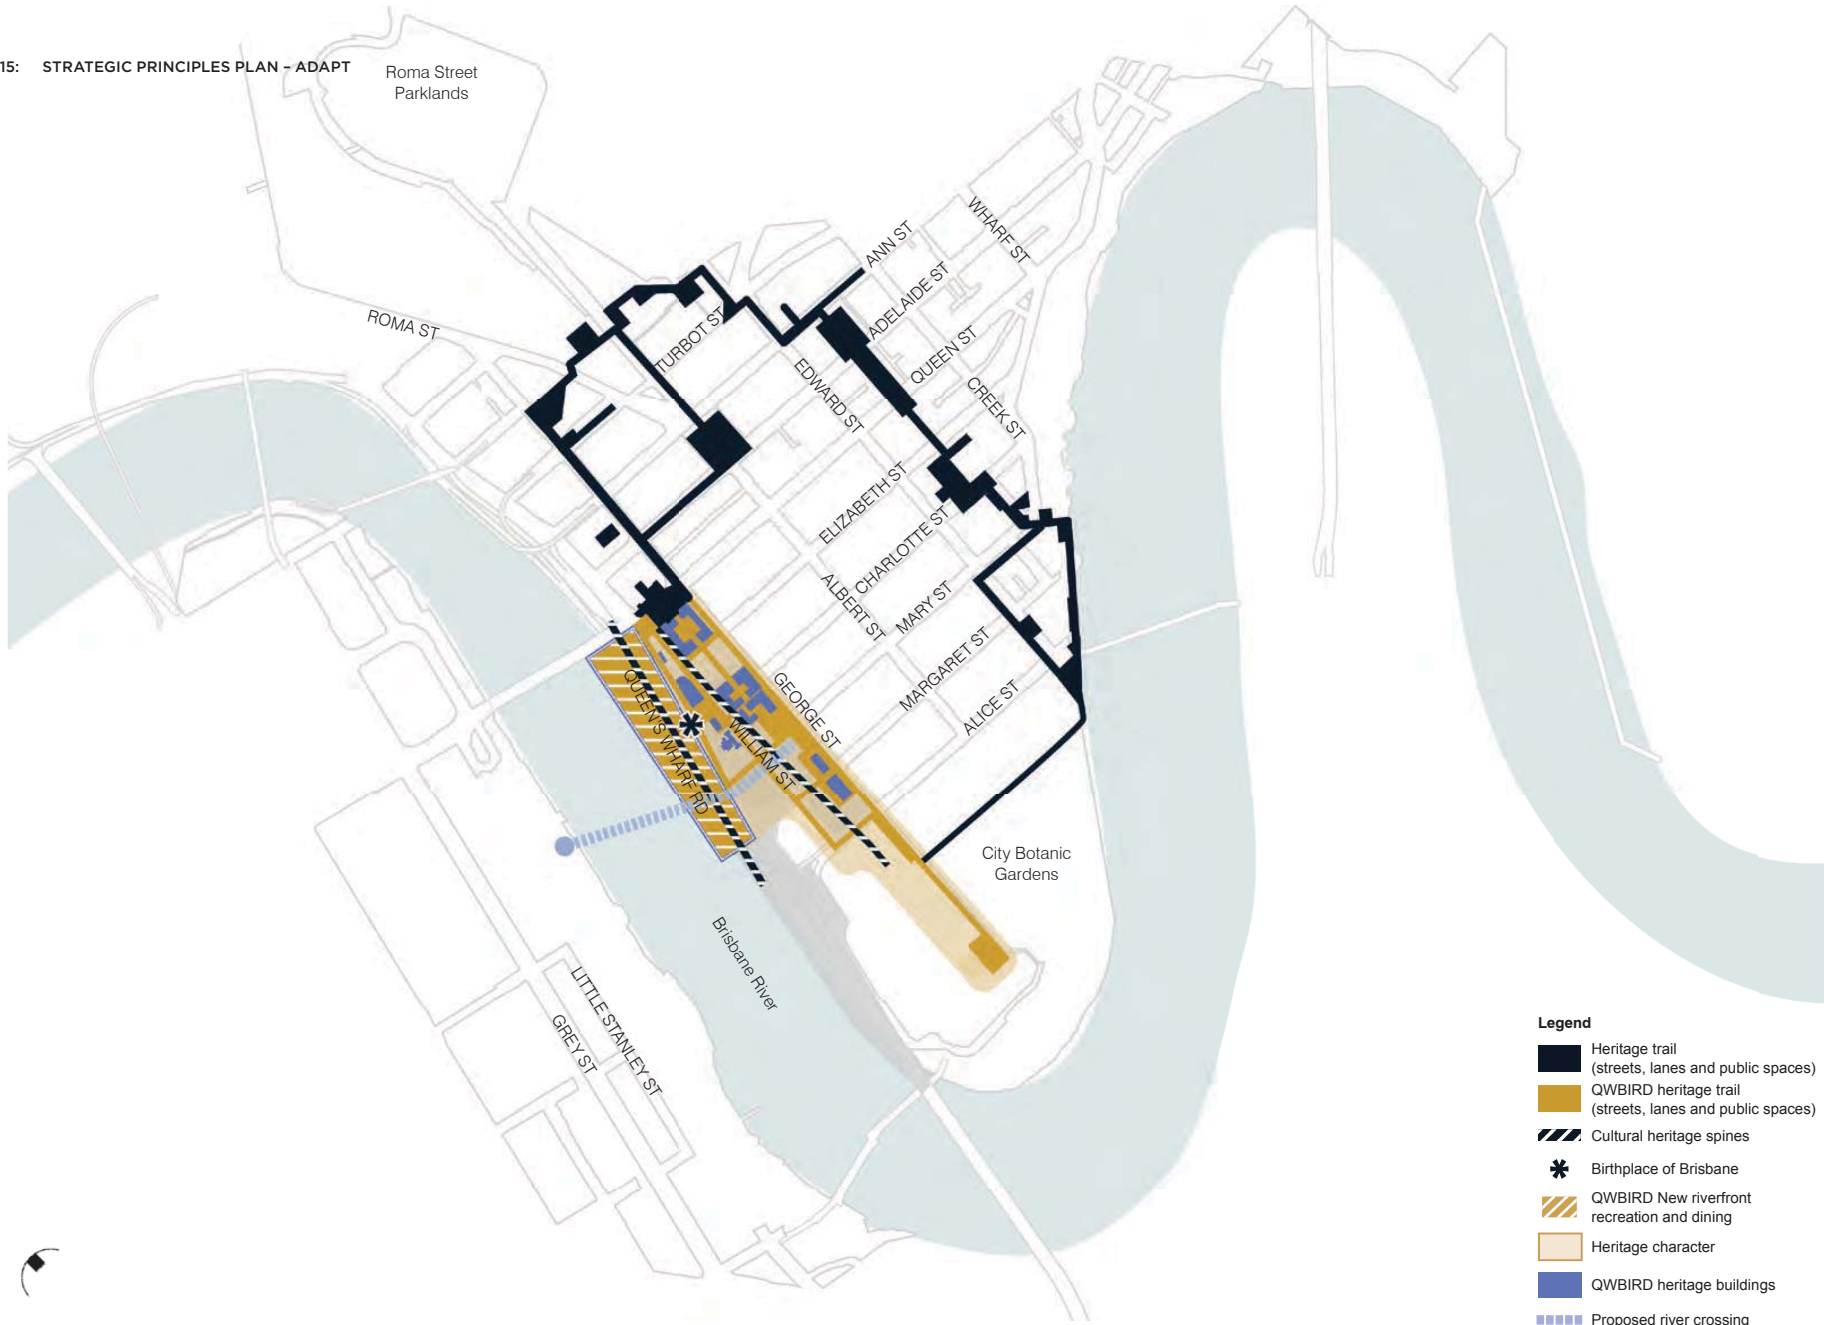 15: STRATEGIC PRINCIPLES PLAN – ADAPT
Roma Street
Parklands
ROMA ST
TURBOT ST
ANN ST
WHARF ST
ADELAIDE ST
QUEEN ST
EDWARD ST
CREEK ST
ELIZABETH ST
CHARLOTTE ST
ALBERT ST
MARY ST
MARGARET ST
ALICE ST
GEORGE ST
WILLIAM ST
QUEEN'S WHARF RD
City Botanic
Gardens
Brisbane River
LITTLE STANLEY ST
GREY ST
Legend
Heritage trail
(streets, lanes and public spaces)
QWBIRD heritage trail
(streets, lanes and public spaces)
Cultural heritage spines
Birthplace of Brisbane
QWBIRD New riverfront
recreation and dining
Heritage character
QWBIRD heritage buildings
Proposed river crossing